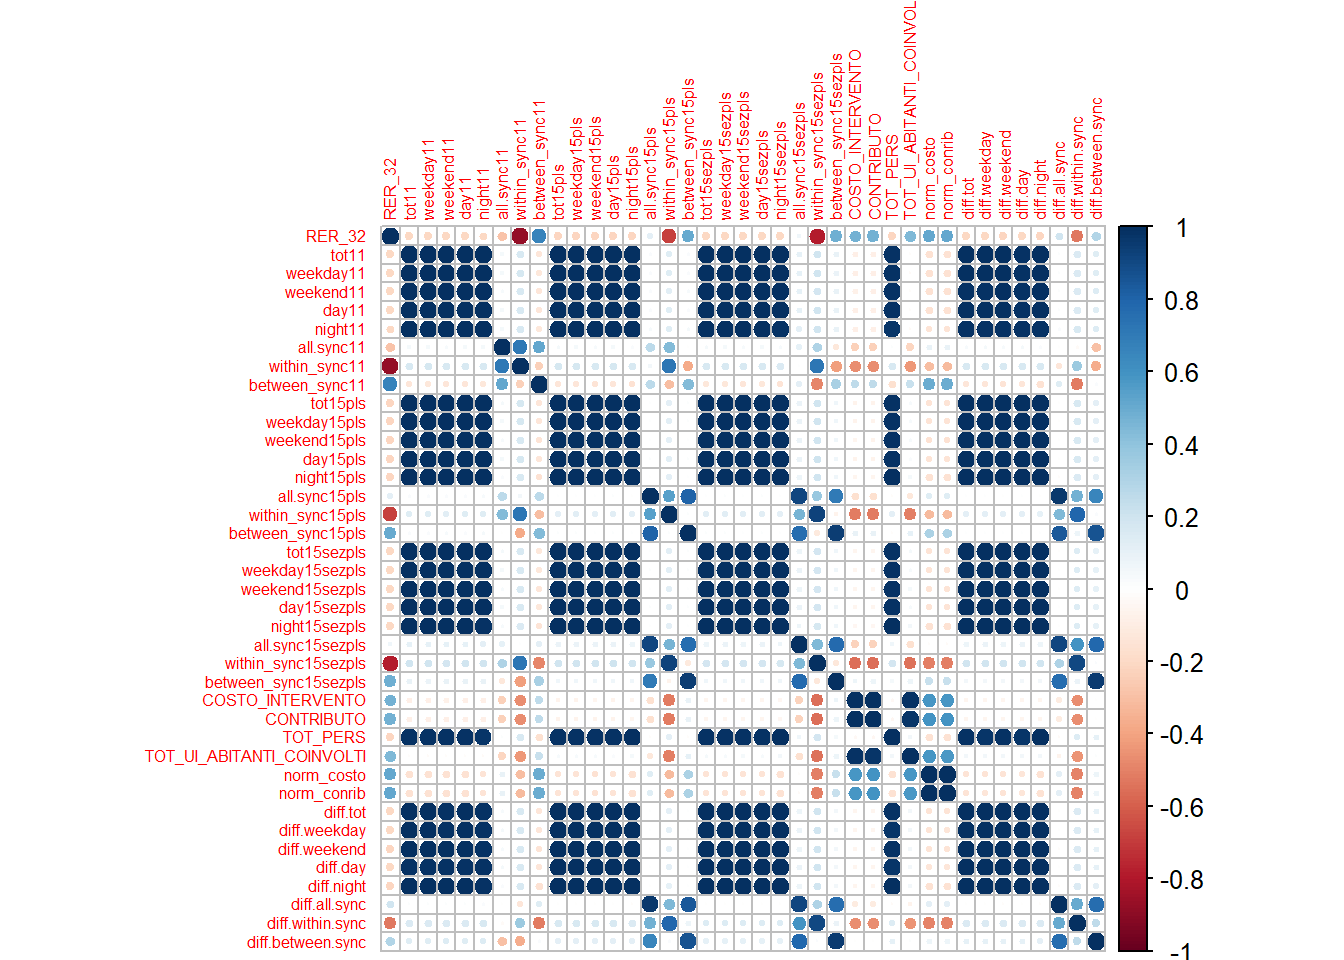 RER_32
tot11
weekday11
weekend11
day11
night11
all.sync11
within_sync11
between_sync11
tot15pls
weekday15pls
weekend15pls
day15pls
night15pls
all.sync15pls
within_sync15pls
between_sync15pls
tot15sezpls
weekday15sezpls
weekend15sezpls
day15sezpls
night15sezpls
all.sync15sezpls
within_sync15sezpls
between_sync15sezpls
COSTO_INTERVENTO
CONTRIBUTO
TOT_PERS
TOT_UI_ABITANTI_COINVOL
norm_costo
norm_conrib
diff.tot
diff.weekday
diff.weekend
diff.day
diff.night
diff.all.sync
diff.within.sync
diff.between.sync
RER_32
tot11
weekday11
weekend11
day11
night11
all.sync11
within_sync11
between_sync11
tot15pls
weekday15pls
weekend15pls
day15pls
night15pls
all.sync15pls
within_sync15pls
between_sync15pls
tot15sezpls
weekday15sezpls
weekend15sezpls
day15sezpls
night15sezpls
all.sync15sezpls
within_sync15sezpls
between_sync15sezpls
COSTO_INTERVENTO
CONTRIBUTO
TOT_PERS
TOT_UI_ABITANTI_COINVOLTI
norm_costo
norm_conrib
diff.tot
diff.weekday
diff.weekend
diff.day
diff.night
diff.all.sync
diff.within.sync
diff.between.sync
1
0.8
0.6
0.4
0.2
0
-0.2
-0.4
-0.6
-0.8
-1